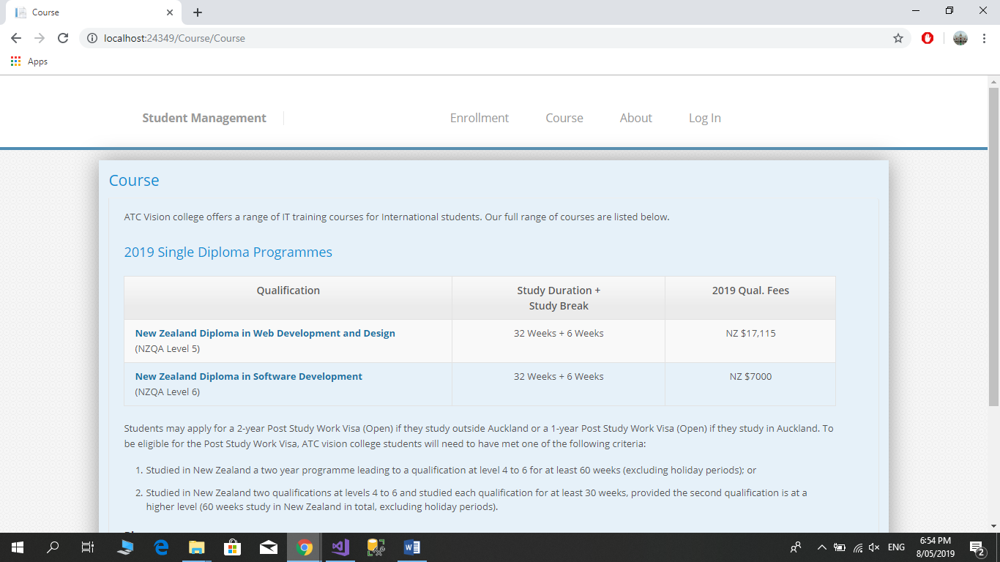 Course
localhost:24349/Course/Course
Apps
Student Management
Enrollment
Course
About
Log In
Course
ATC Vision college offers a range of IT training courses for International students. Our full range of courses are listed below.
2019 Single Diploma Programmes
Qualification
Study Duration +
Study Break
2019 Qual. Fees
New Zealand Diploma in Web Development and Design
(NZQA Level 5)
32 Weeks + 6 Weeks
NZ $17,115
New Zealand Diploma in Software Development
(NZQA Level 6)
32 Weeks + 6 Weeks
NZ $7000
Students may apply for a 2-year Post Study Work Visa (Open) if they study outside Auckland or a 1-year Post Study Work Visa (Open) if they study in Auckland. To
be eligible for the Post Study Work Visa, ATC vision college students will need to have met one of the following criteria:
1. Studied in New Zealand a two year programme leading to a qualification at level 4 to 6 for at least 60 weeks (excluding holiday periods); or
2. Studied in New Zealand two qualifications at levels 4 to 6 and studied each qualification for at least 30 weeks, provided the second qualification is at a
higher level (60 weeks study in New Zealand in total, excluding holiday periods).
ENG
6:54 PM
8/05/2019
2